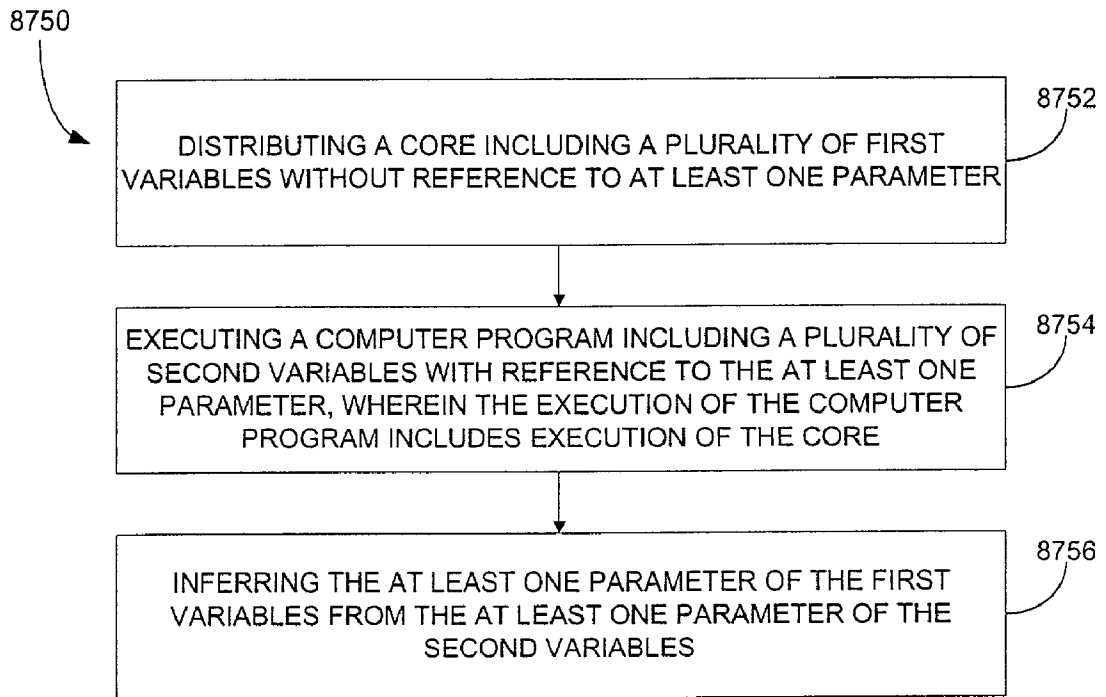 8750
8752
DISTRIBUTING A CORE INCLUDING A PLURALITY OF FIRST
VARIABLES WITHOUT REFERENCE TO AT LEAST ONE PARAMETER
8754
EXECUTING A COMPUTER PROGRAM INCLUDING A PLURALITY OF
SECOND VARIABLES WITH REFERENCE TO THE AT LEAST ONE
PARAMETER, WHEREIN THE EXECUTION OF THE COMPUTER
PROGRAM INCLUDES EXECUTION OF THE CORE
8756
INFERRING THE AT LEAST ONE PARAMETER OF THE FIRST
VARIABLES FROM THE AT LEAST ONE PARAMETER OF THE
SECOND VARIABLES